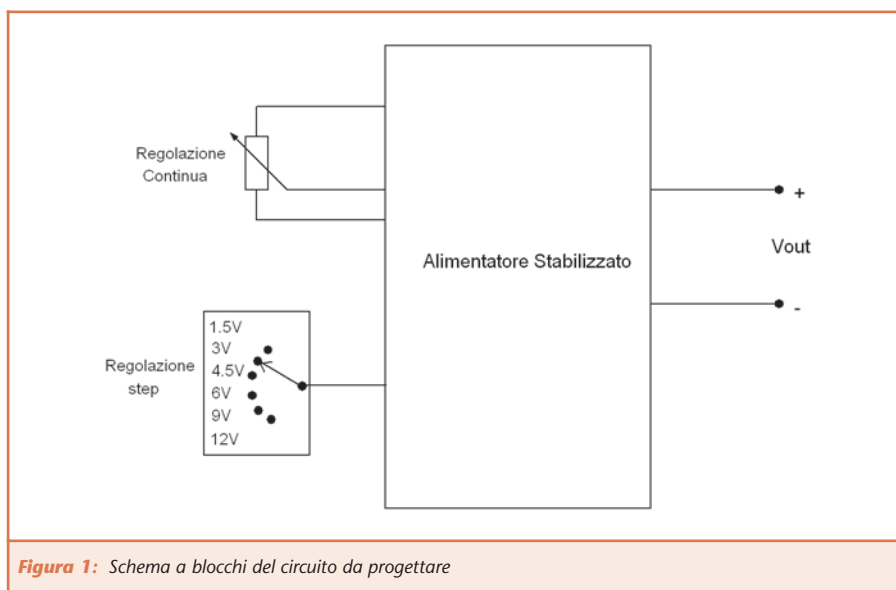 Regolazione
Continua
Alimentatore Stabilizzato
+
Vout
-
Regolazione
step
1.5V
3V
4.5V
6V
9V
12V
Figura 1: Schema a blocchi del circuito da progettare